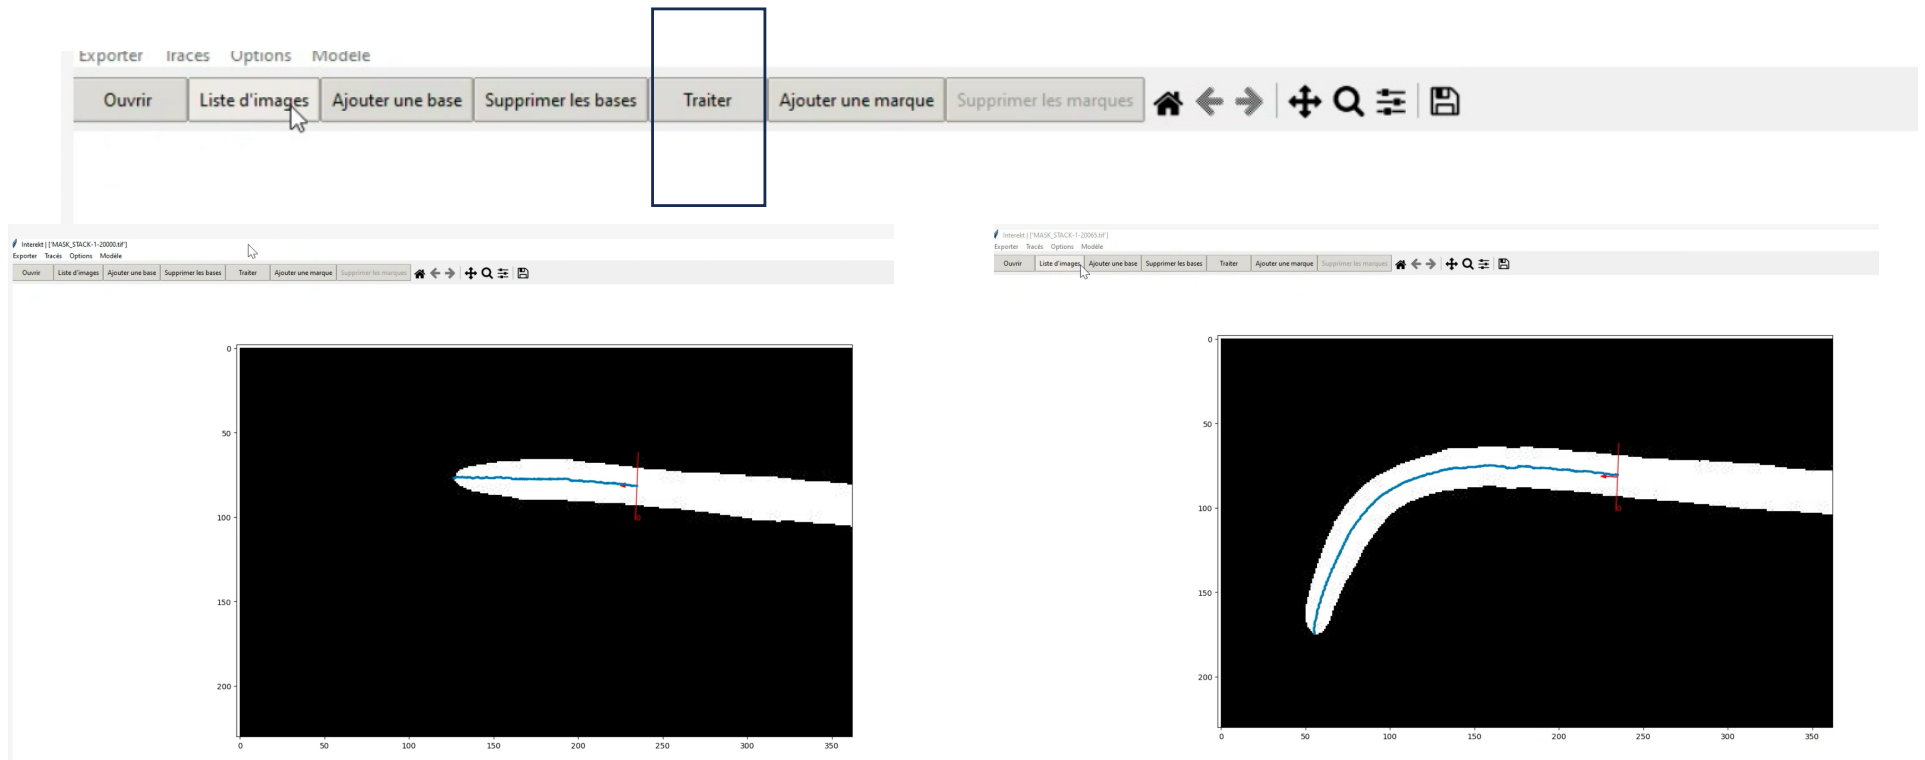 Exporter Tracés Options Modèle
Ouvrir Liste d'images Ajouter une base Supprimer les bases Traiter Ajouter une marque Supprimer les marques
Interekt | ['MASK_STACK-1-20000.tif']
Exporter Tracés Options Modèle
Ouvrir Liste d'images Ajouter une base Supprimer les bases Traiter Ajouter une marque Supprimer les marques
0
50
100
150
200
0 50 100 150 200 250 300 350
0
Interekt | ['MASK_STACK-1-20065.tif']
Exporter Tracés Options Modèle
Ouvrir Liste d'images Ajouter une base Supprimer les bases Traiter Ajouter une marque Supprimer les marques
0
50
100
150
200
0 50 100 150 200 250 300 350
0